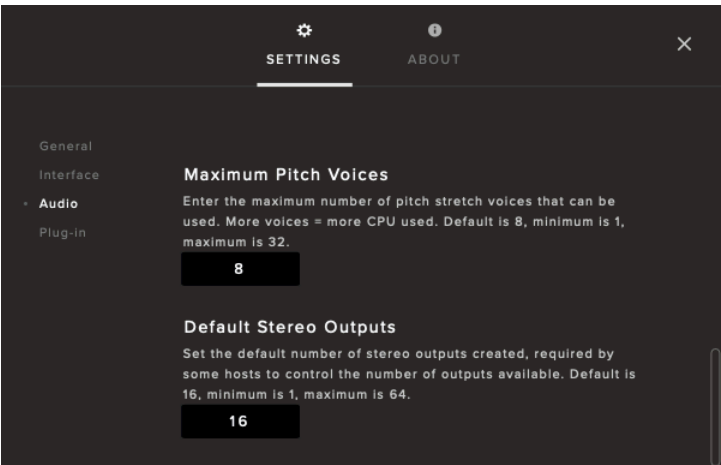 SETTINGS
ABOUT
General
Interface
Audio
Plug-in
Maximum Pitch Voices
Enter the maximum number of pitch stretch voices that can be
used. More voices = more CPU used. Default is 8, minimum is 1,
maximum is 32.
8
Default Stereo Outputs
Set the default number of stereo outputs created, required by
some hosts to control the number of outputs available. Default is
16, minimum is 1, maximum is 64.
16